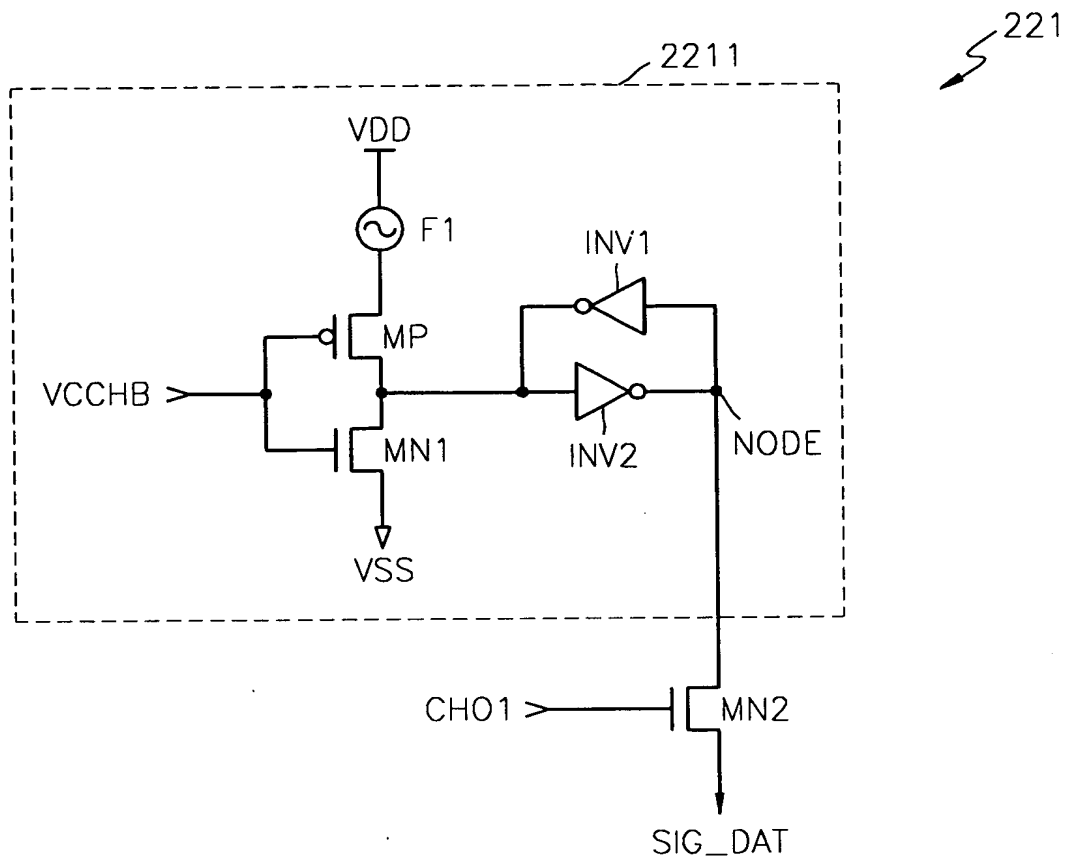 221
2211
VDD
F1
INV1
MP
VCCHB
MN1
INV2
NODE
VSS
CHO1
MN2
SIG_DAT